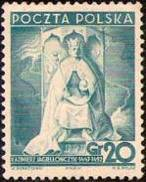 POCZTA POLSKA
GR 20
KAZIMIERZ JAGIELLOŃCZYK 1447-1492